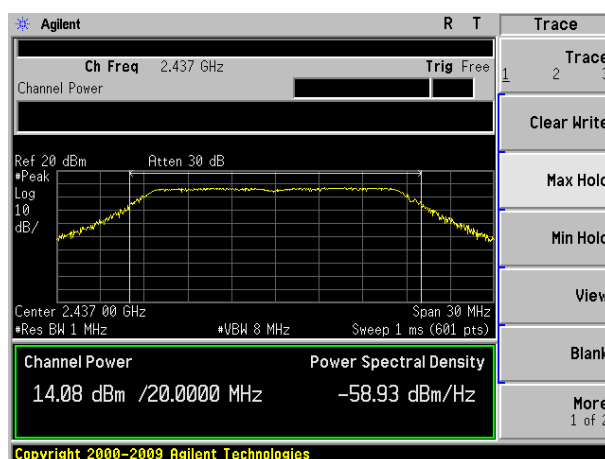 Agilent R T Trace
Ch Freq 2.437 GHz Trig Free
Channel Power
Trace
1 2 3
Clear Write
Max Hold
Min Hold
View
Blank
More
1 of 2
Ref 20 dBm Atten 30 dB
#Peak
Log
10
dB/
Center 2.437 00 GHz Span 30 MHz
#Res BW 1 MHz #VBW 8 MHz Sweep 1 ms (601 pts)
Channel Power Power Spectral Density
14.08 dBm /20.0000 MHz -58.93 dBm/Hz
Copyright 2000-2009 Agilent Technologies